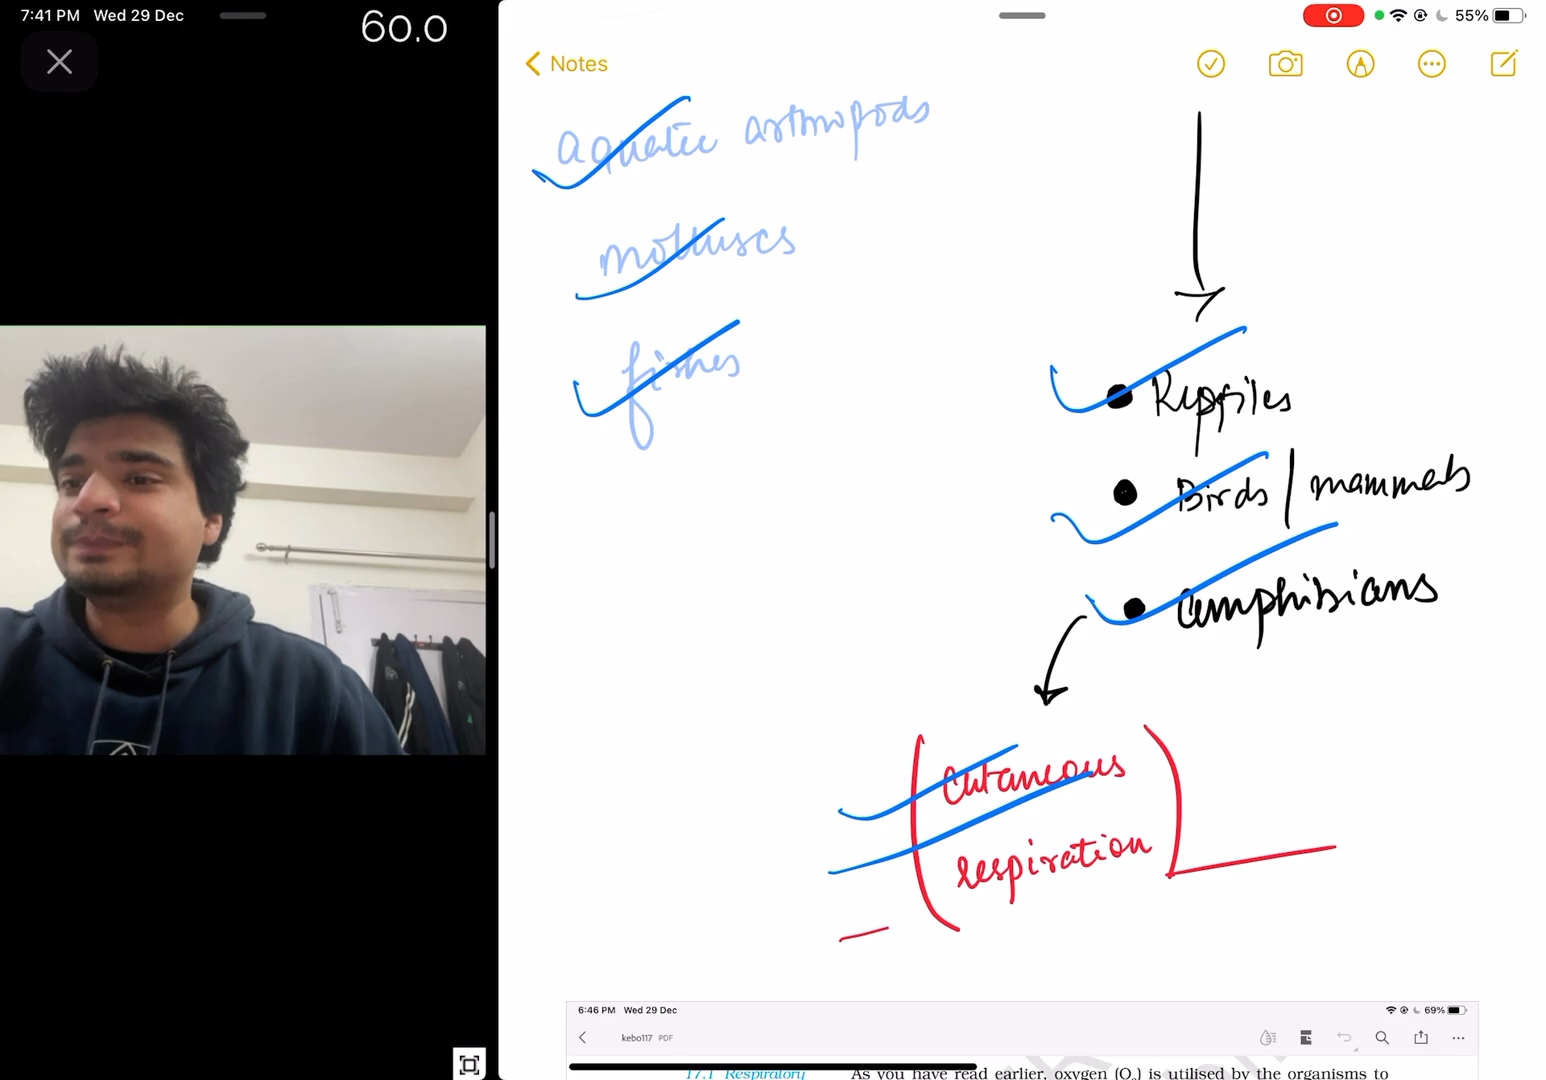 7:41 PM Wed 29 Dec
60.0
55%
Notes
aquatic arthropods
molluscs
fishes
Reptiles
Birds / mammals
amphibians
Cutaneous
respiration
6:46 PM Wed 29 Dec
69%
kebo117 PDF
17.1 Respiratory
As you have read earlier, oxygen (O₂) is utilised by the organisms to